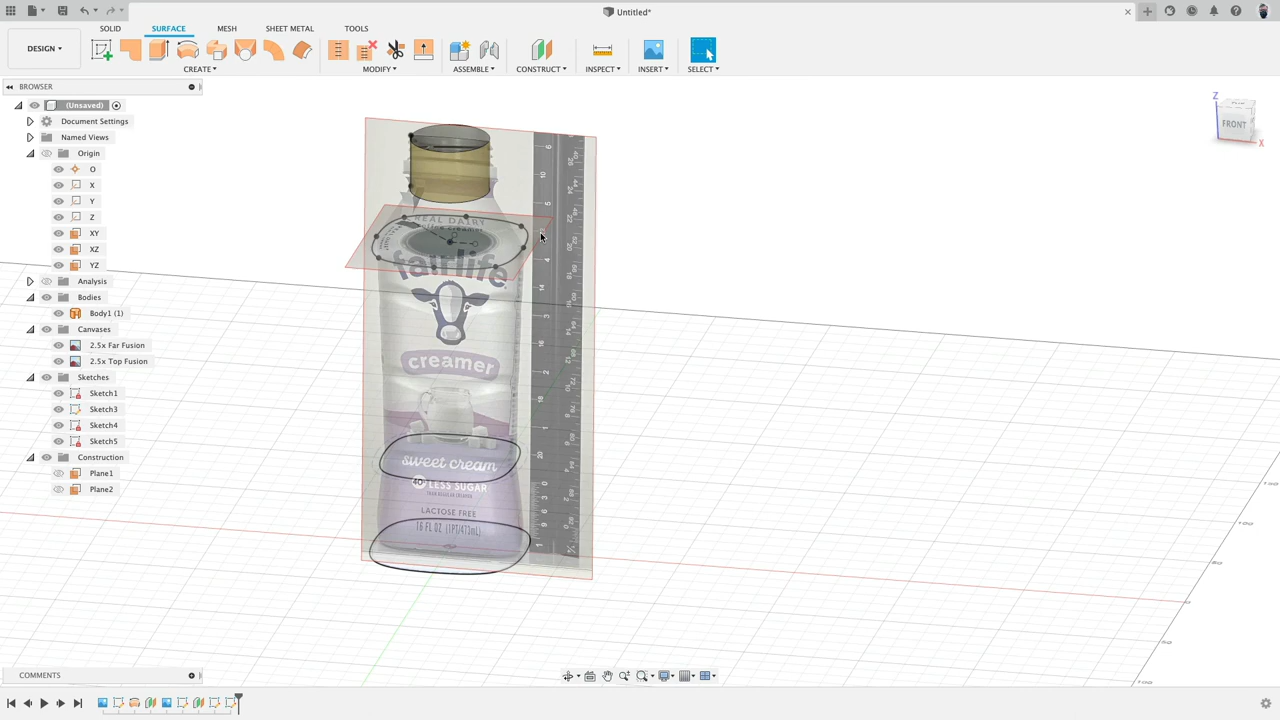 Untitled*
SOLID SURFACE MESH SHEET METAL TOOLS
DESIGN
CREATE MODIFY ASSEMBLE CONSTRUCT INSPECT INSERT SELECT
BROWSER
(Unsaved)
Document Settings
Named Views
Origin
O
X
Y
Z
XY
XZ
YZ
Analysis
Bodies
Body1 (1)
Canvases
2.5x Far Fusion
2.5x Top Fusion
Sketches
Sketch1
Sketch3
Sketch4
Sketch5
Construction
Plane1
Plane2
COMMENTS
Z
FRONT
X
REAL DAIRY
fairlife
creamer
sweet cream
40% LESS SUGAR
LACTOSE FREE
16 FL OZ (1PT/473mL)